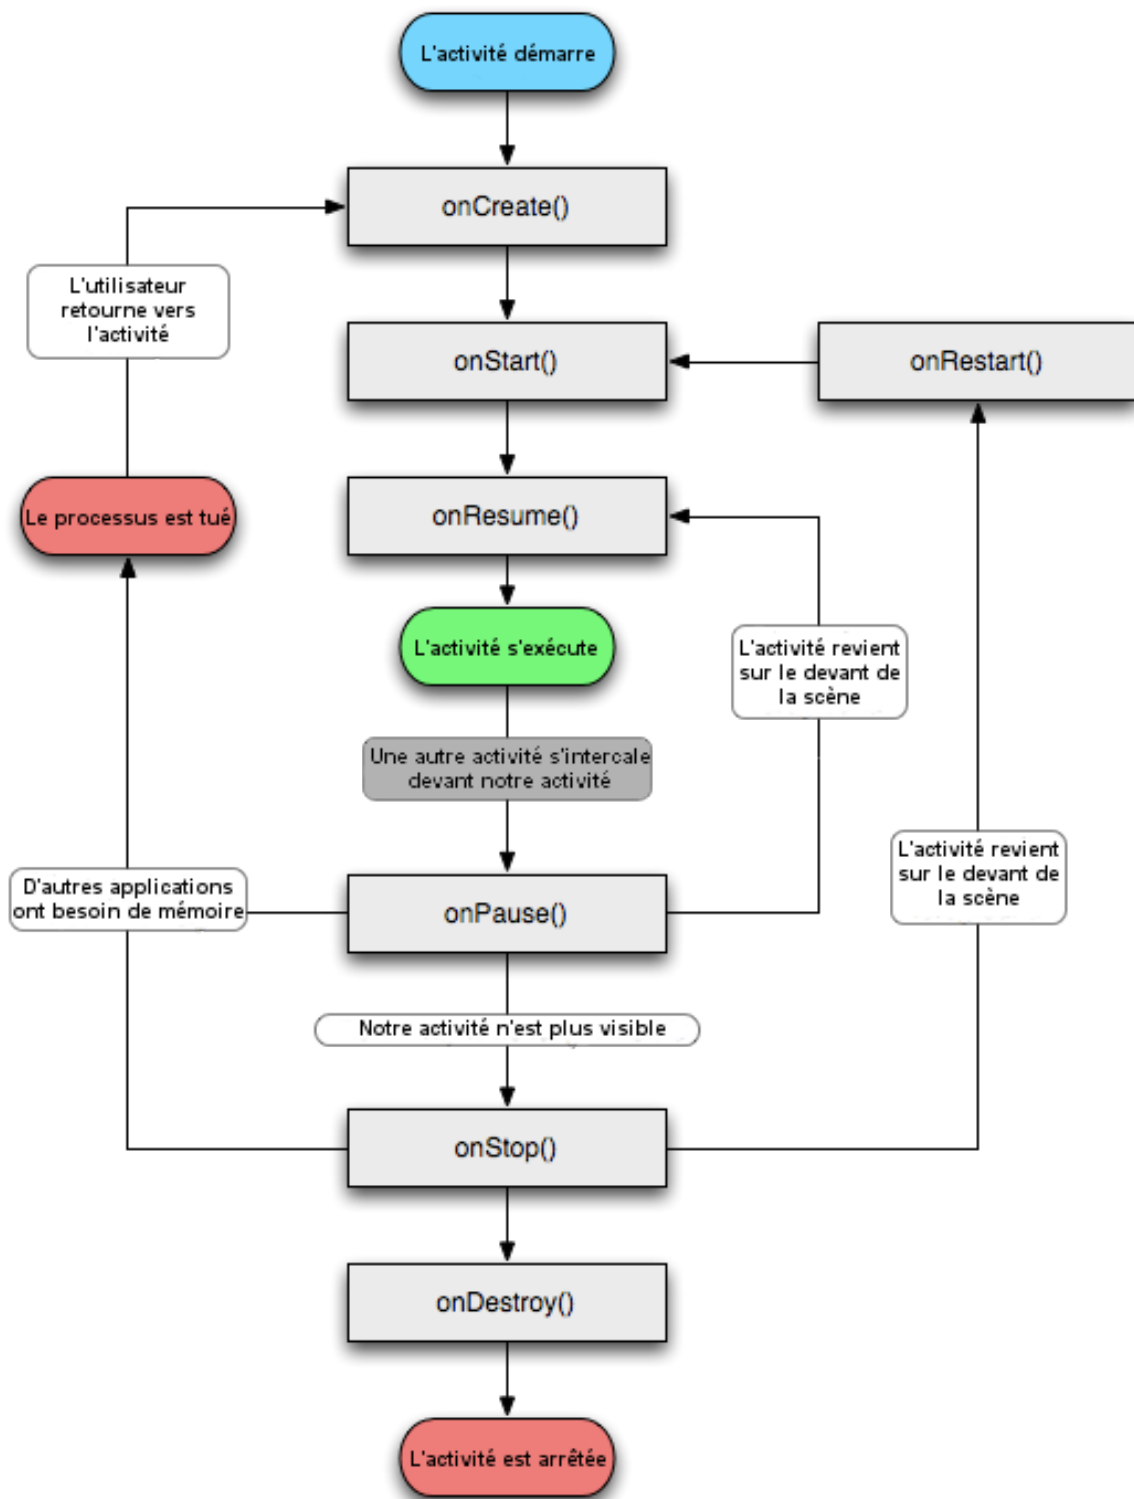 L'activité démarre
onCreate()
L'utilisateur
retourne vers
l'activité
onStart()
onRestart()
Le processus est tué
onResume()
L'activité s'exécute
L'activité revient
sur le devant de
la scène
Une autre activité s'intercale
devant notre activité
L'activité revient
sur le devant de
la scène
D'autres applications
ont besoin de mémoire
onPause()
Notre activité n'est plus visible
onStop()
onDestroy()
L'activité est arrêtée